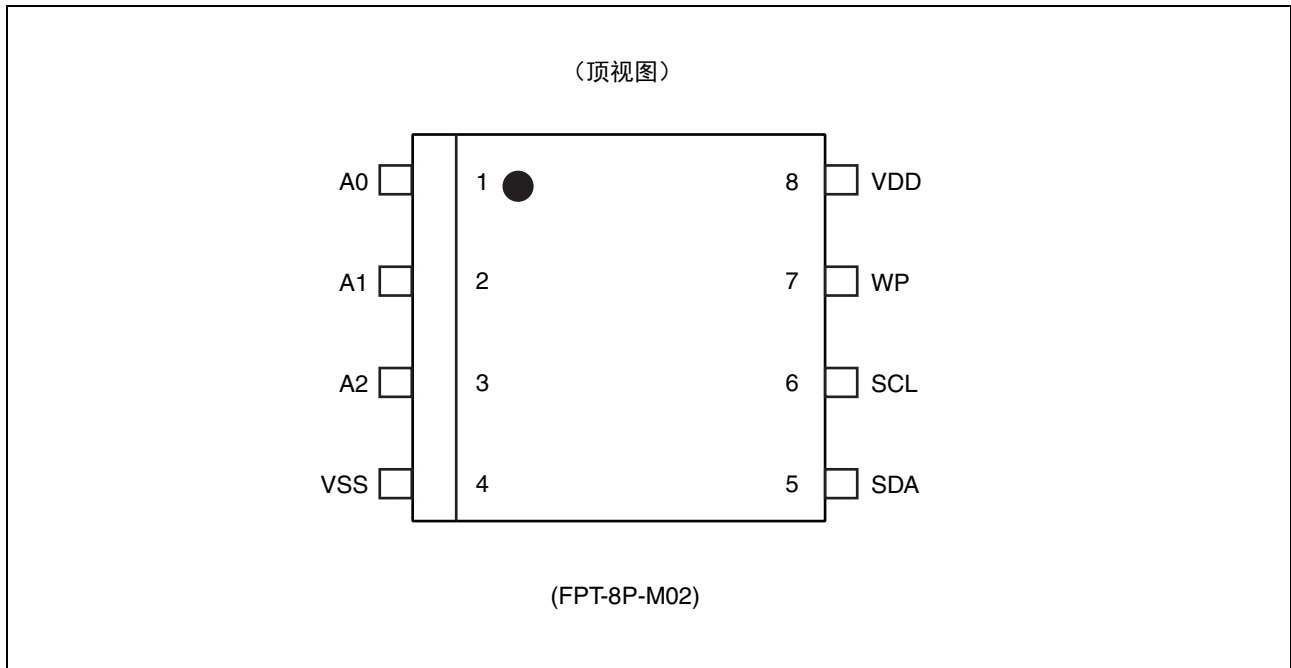 （顶视图）
A0 1 8 VDD
A1 2 7 WP
A2 3 6 SCL
VSS 4 5 SDA
(FPT-8P-M02)